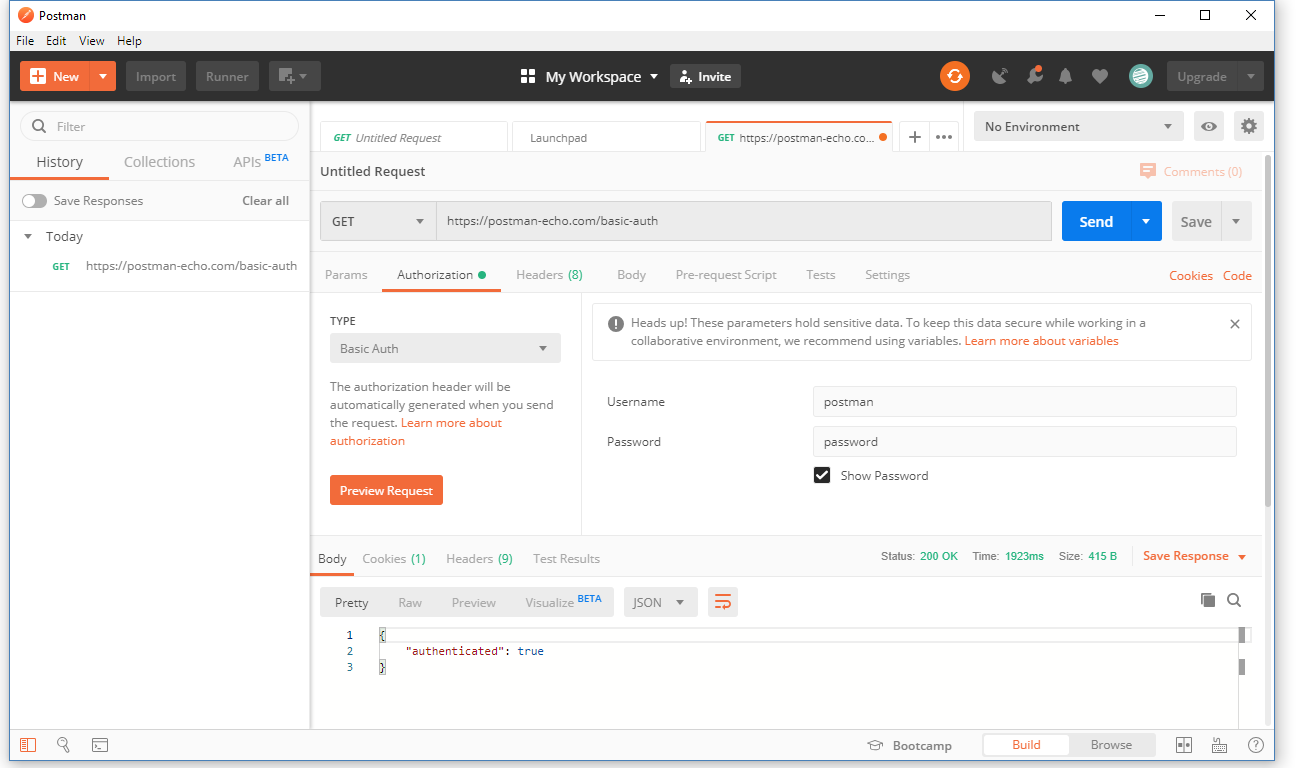 Postman
File Edit View Help
New Import Runner My Workspace Invite Upgrade
Filter
History Collections APIs BETA
Save Responses Clear all
Today
GET https://postman-echo.com/basic-auth
GET Untitled Request Launchpad GET https://postman-echo.co... No Environment
Untitled Request Comments (0)
GET https://postman-echo.com/basic-auth Send Save
Params Authorization Headers (8) Body Pre-request Script Tests Settings Cookies Code
TYPE
Basic Auth
The authorization header will be
automatically generated when you send
the request. Learn more about
authorization
Preview Request
Heads up! These parameters hold sensitive data. To keep this data secure while working in a
collaborative environment, we recommend using variables. Learn more about variables
Username postman
Password password
Show Password
Body Cookies (1) Headers (9) Test Results Status: 200 OK Time: 1923ms Size: 415 B Save Response
Pretty Raw Preview Visualize BETA JSON
1 {
2 "authenticated": true
3 }
Bootcamp Build Browse